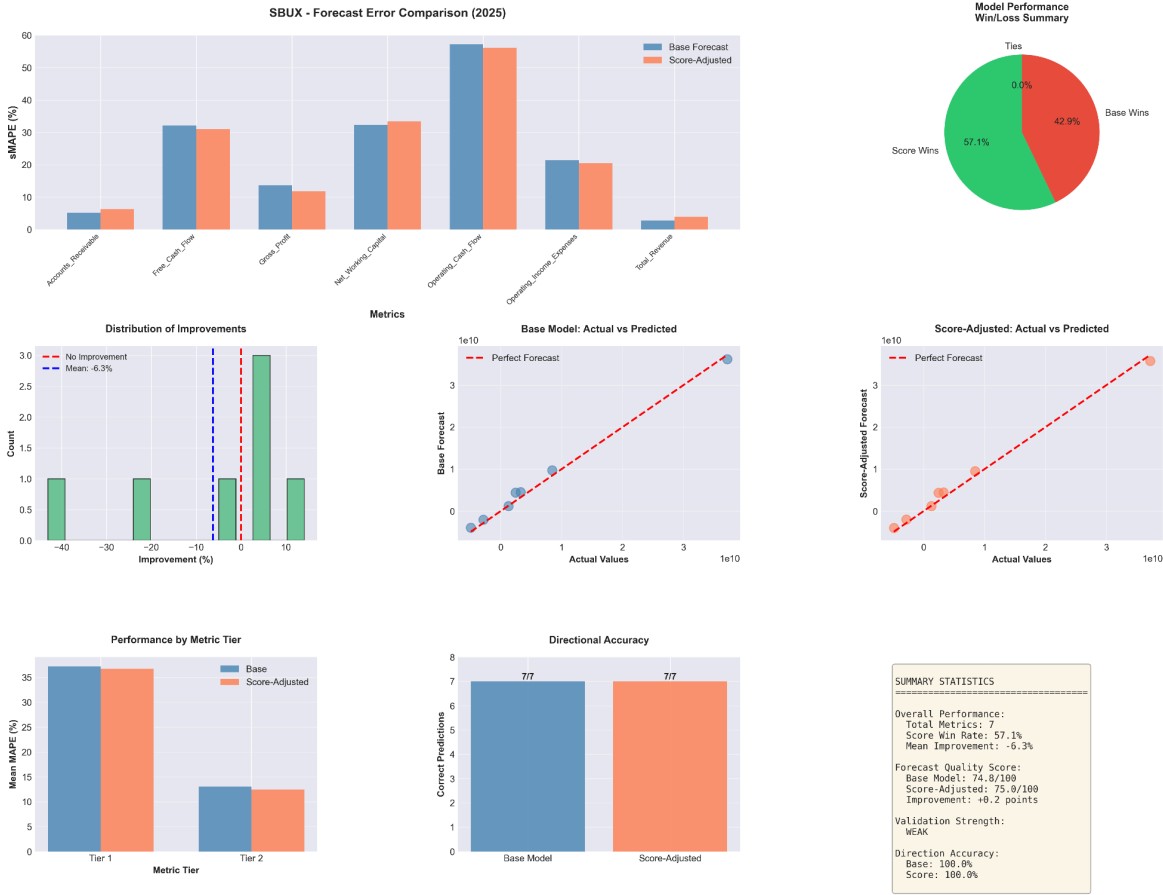 SBUX - Forecast Error Comparison (2025)
sMAPE (%)
60
50
40
30
20
10
0
Base Forecast
Score-Adjusted
Accounts_Receivable
Free_Cash_Flow
Gross_Profit
Net_Working_Capital
Operating_Cash_Flow
Operating_Income_Expenses
Total_Revenue
Metrics
Model Performance
Win/Loss Summary
Ties
0.0%
Base Wins
42.9%
57.1%
Score Wins
Distribution of Improvements
Count
3.0
2.5
2.0
1.5
1.0
0.5
0.0
No Improvement
Mean: -6.3%
−40
−30
−20
−10
0
10
Improvement (%)
Base Model: Actual vs Predicted
1e10
Perfect Forecast
Base Forecast
3
2
1
0
0
1
2
3
1e10
Actual Values
Score-Adjusted: Actual vs Predicted
1e10
Perfect Forecast
Score-Adjusted Forecast
3
2
1
0
0
1
2
3
1e10
Actual Values
Performance by Metric Tier
Mean MAPE (%)
35
30
25
20
15
10
5
0
Base
Score-Adjusted
Tier 1
Tier 2
Metric Tier
Directional Accuracy
Correct Predictions
8
7
6
5
4
3
2
1
0
7/7
7/7
Base Model
Score-Adjusted
SUMMARY STATISTICS
===================================
Overall Performance:
Total Metrics: 7
Score Win Rate: 57.1%
Mean Improvement: -6.3%
Forecast Quality Score:
Base Model: 74.8/100
Score-Adjusted: 75.0/100
Improvement: +0.2 points
Validation Strength:
WEAK
Direction Accuracy:
Base: 100.0%
Score: 100.0%